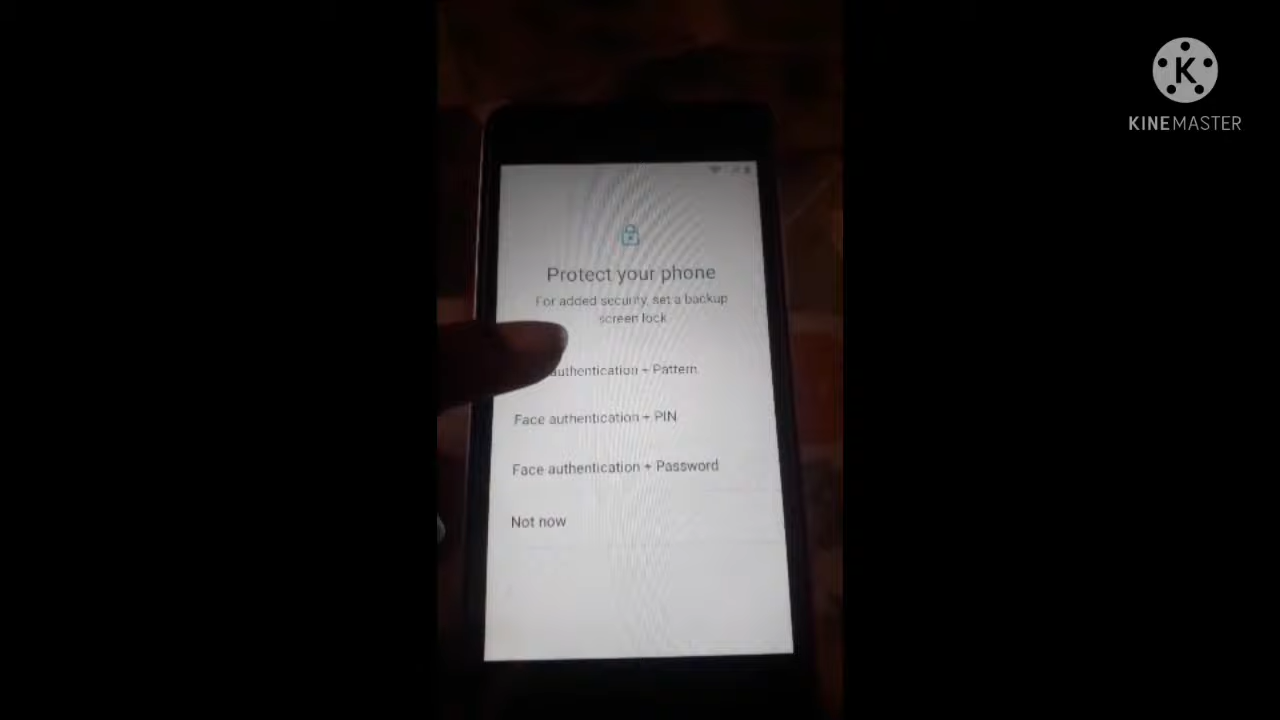 KINEMASTER
Protect your phone
For added security, set a backup
screen lock
authentication + Pattern
Face authentication + PIN
Face authentication + Password
Not now